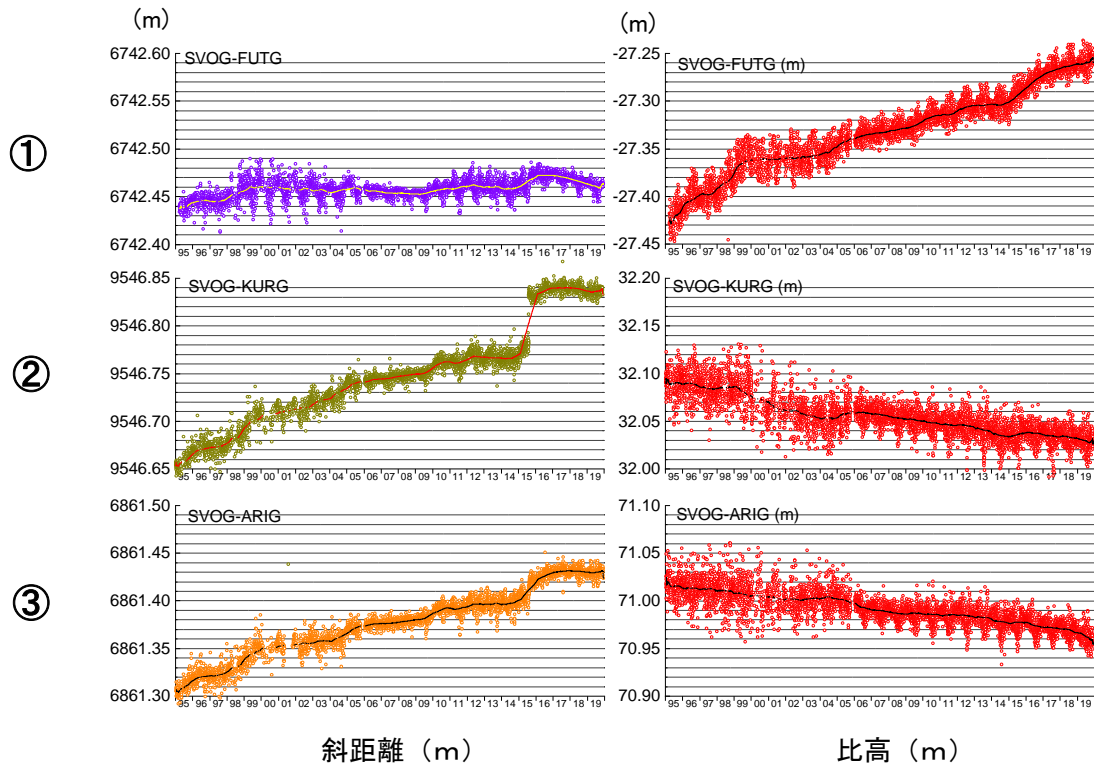 (m)
(m)
①
SVOG-FUTG
6742.60
6742.55
6742.50
6742.45
6742.40
95 96 97 98 99 00 01 02 03 04 05 06 07 08 09 10 11 12 13 14 15 16 17 18 19
SVOG-FUTG (m)
-27.25
-27.30
-27.35
-27.40
-27.45
95 96 97 98 99 00 01 02 03 04 05 06 07 08 09 10 11 12 13 14 15 16 17 18 19
②
SVOG-KURG
9546.85
9546.80
9546.75
9546.70
9546.65
95 96 97 98 99 00 01 02 03 04 05 06 07 08 09 10 11 12 13 14 15 16 17 18 19
SVOG-KURG (m)
32.20
32.15
32.10
32.05
32.00
95 96 97 98 99 00 01 02 03 04 05 06 07 08 09 10 11 12 13 14 15 16 17 18 19
③
SVOG-ARIG
6861.50
6861.45
6861.40
6861.35
6861.30
95 96 97 98 99 00 01 02 03 04 05 06 07 08 09 10 11 12 13 14 15 16 17 18 19
SVOG-ARIG (m)
71.10
71.05
71.00
70.95
70.90
95 96 97 98 99 00 01 02 03 04 05 06 07 08 09 10 11 12 13 14 15 16 17 18 19
斜距離（ｍ）
比高（ｍ）